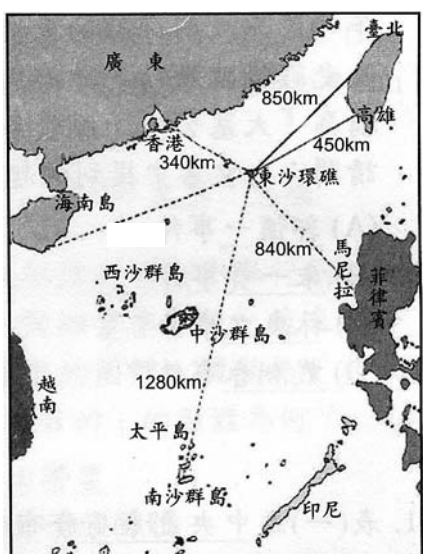 臺北
廣東
850km
高雄
香港
450km
340km
東沙環礁
海南島
840km
馬尼拉
菲律賓
西沙群島
中沙群島
越南
1280km
太平島
南沙群島
印尼